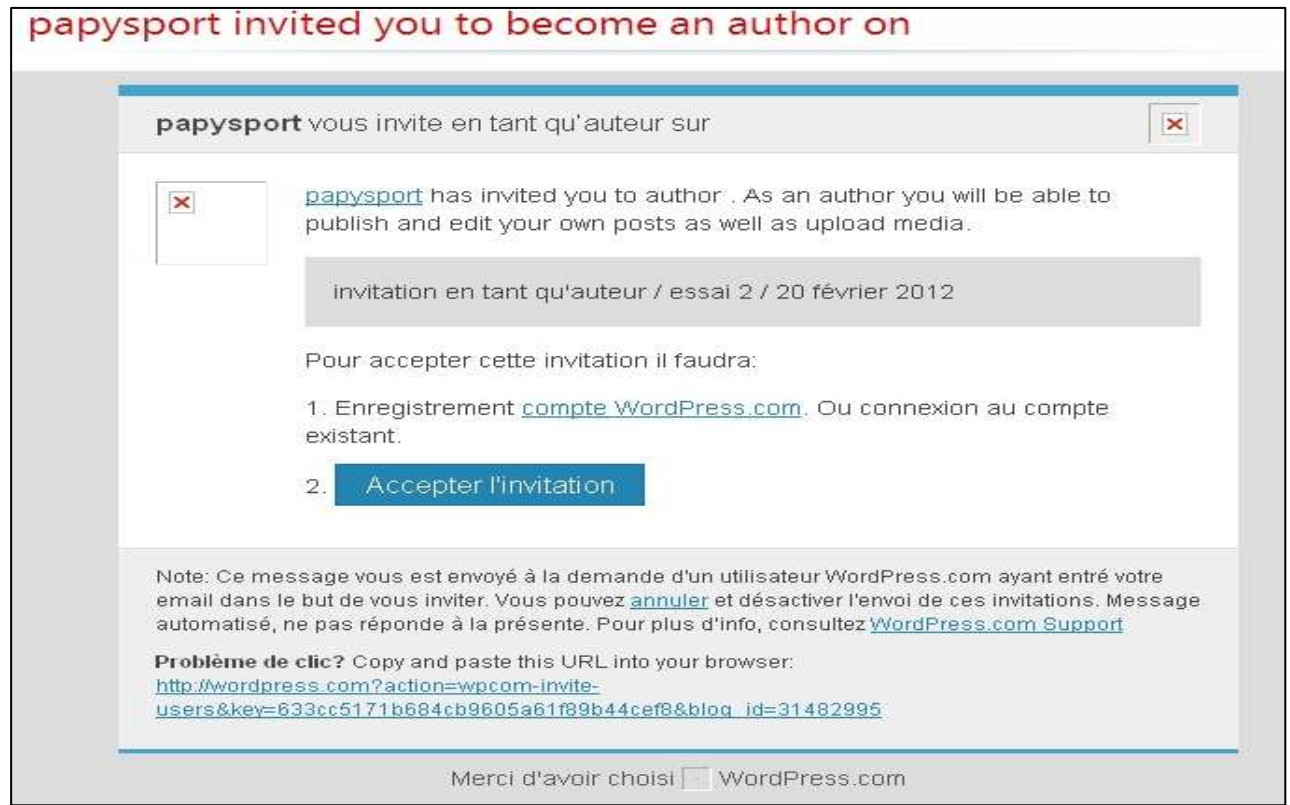 papysport invited you to become an author on
papysport vous invite en tant qu'auteur sur
papysport has invited you to author . As an author you will be able to
publish and edit your own posts as well as upload media.
invitation en tant qu'auteur / essai 2 / 20 février 2012
Pour accepter cette invitation il faudra:
1. Enregistrement compte WordPress.com. Ou connexion au compte
existant.
2. Accepter l'invitation
Note: Ce message vous est envoyé à la demande d'un utilisateur WordPress.com ayant entré votre
email dans le but de vous inviter. Vous pouvez annuler et désactiver l'envoi de ces invitations. Message
automatisé, ne pas réponde à la présente. Pour plus d'info, consultez WordPress.com Support
Problème de clic? Copy and paste this URL into your browser:
http://wordpress.com?action=wpcom-invite-
users&key=633cc5171b684cb9605a61f89b44cef8&blog_id=31482995
Merci d'avoir choisi WordPress.com